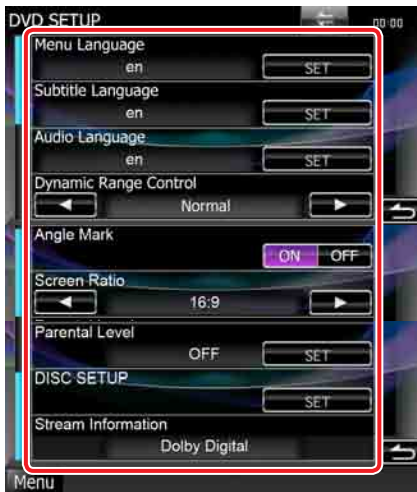 DVD SETUP 00:00
Menu Language
en SET
Subtitle Language
en SET
Audio Language
en SET
Dynamic Range Control
Normal
Angle Mark
ON OFF
Screen Ratio
16:9
Parental Level
OFF SET
DISC SETUP
SET
Stream Information
Dolby Digital
Menu